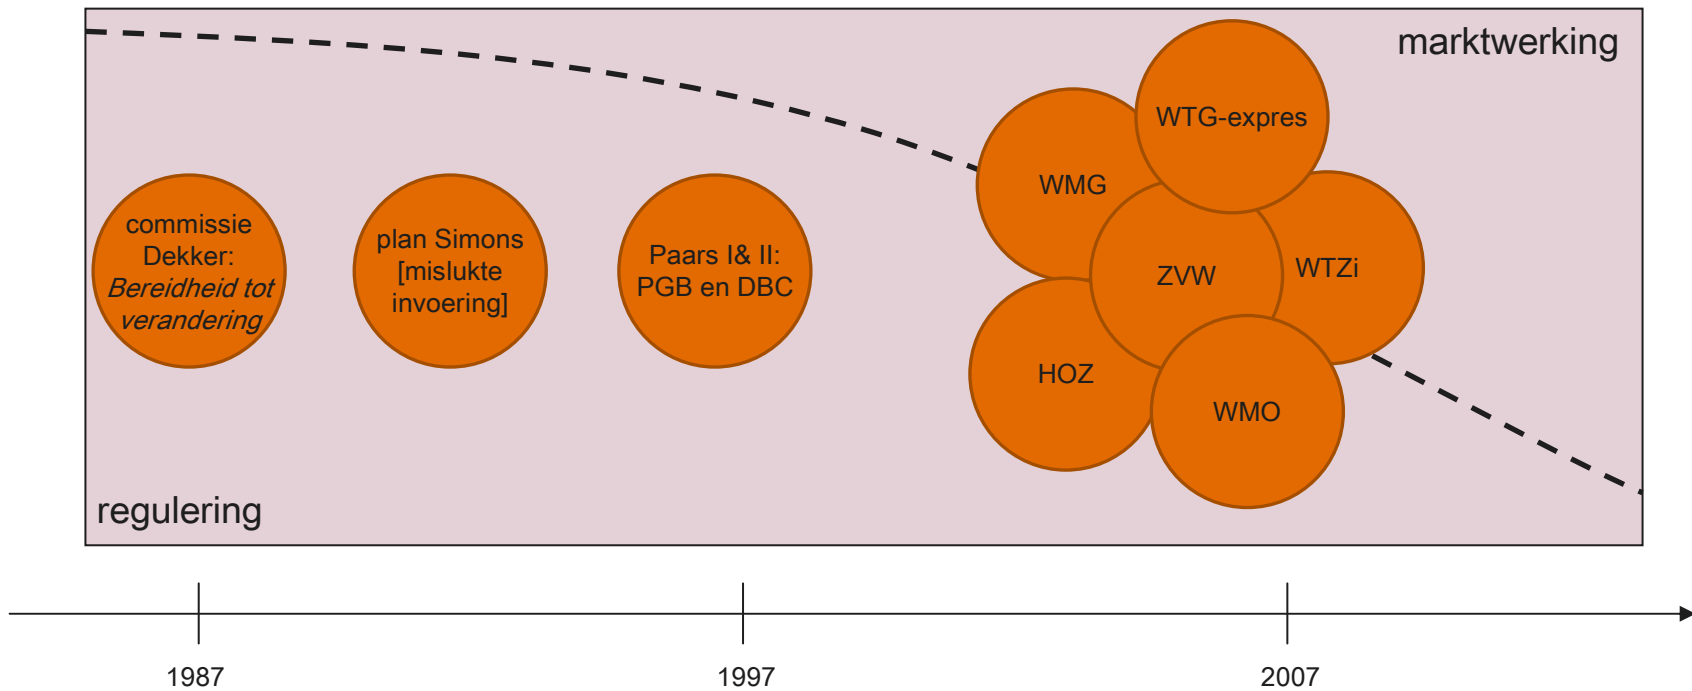 marktwerking
WTG-expres
WMG
commissie
Dekker:
Bereidheid tot
verandering
plan Simons
[mislukte
invoering]
Paars I& II:
PGB en DBC
ZVW
WTZi
HOZ
WMO
regulering
1987
1997
2007